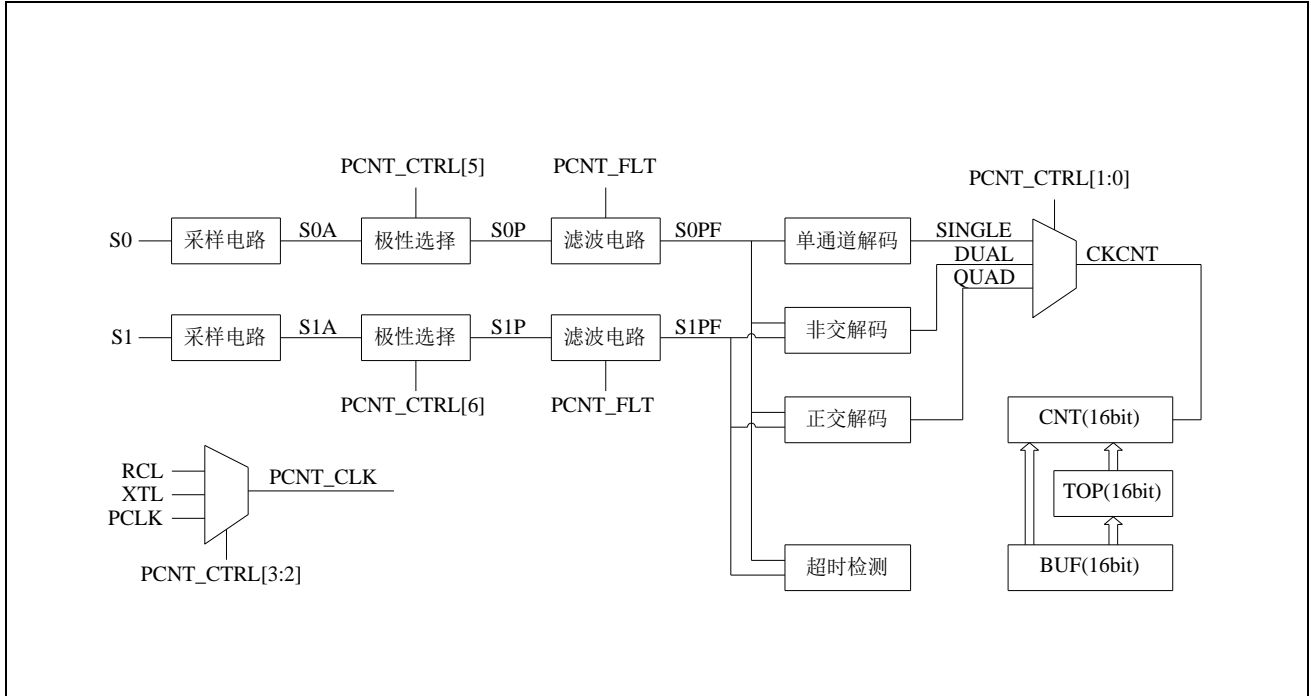 PCNT_CTRL[5]
PCNT_FLT
PCNT_CTRL[1:0]
S0
采样电路
S0A
极性选择
S0P
滤波电路
S0PF
单通道解码
SINGLE
DUAL
QUAD
CKCNT
S1
采样电路
S1A
极性选择
S1P
滤波电路
S1PF
非交解码
PCNT_CTRL[6]
PCNT_FLT
正交解码
CNT(16bit)
RCL
XTL
PCLK
PCNT_CLK
TOP(16bit)
PCNT_CTRL[3:2]
超时检测
BUF(16bit)